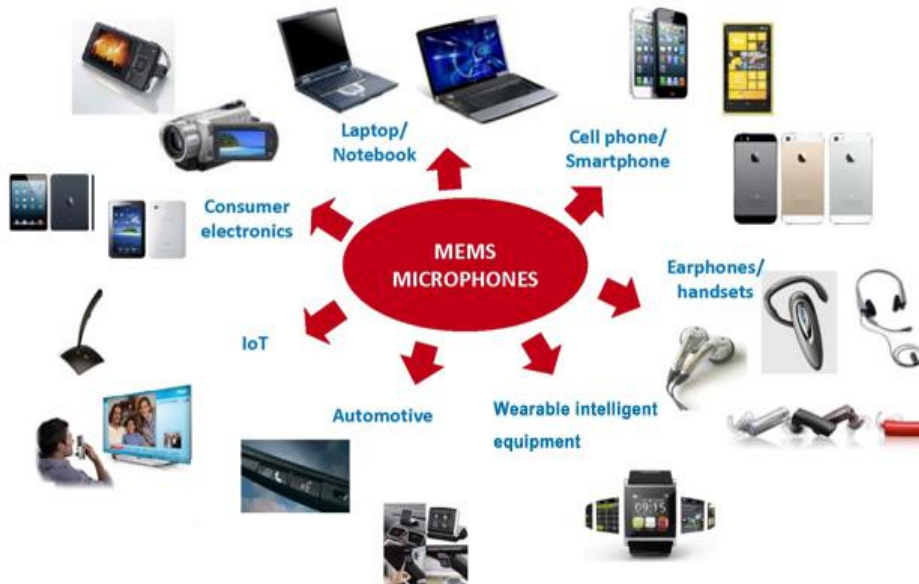 Laptop/
Notebook
Cell phone/
Smartphone
Consumer
electronics
MEMS
MICROPHONES
Earphones/
handsets
IoT
Automotive
Wearable intelligent
equipment
09:15